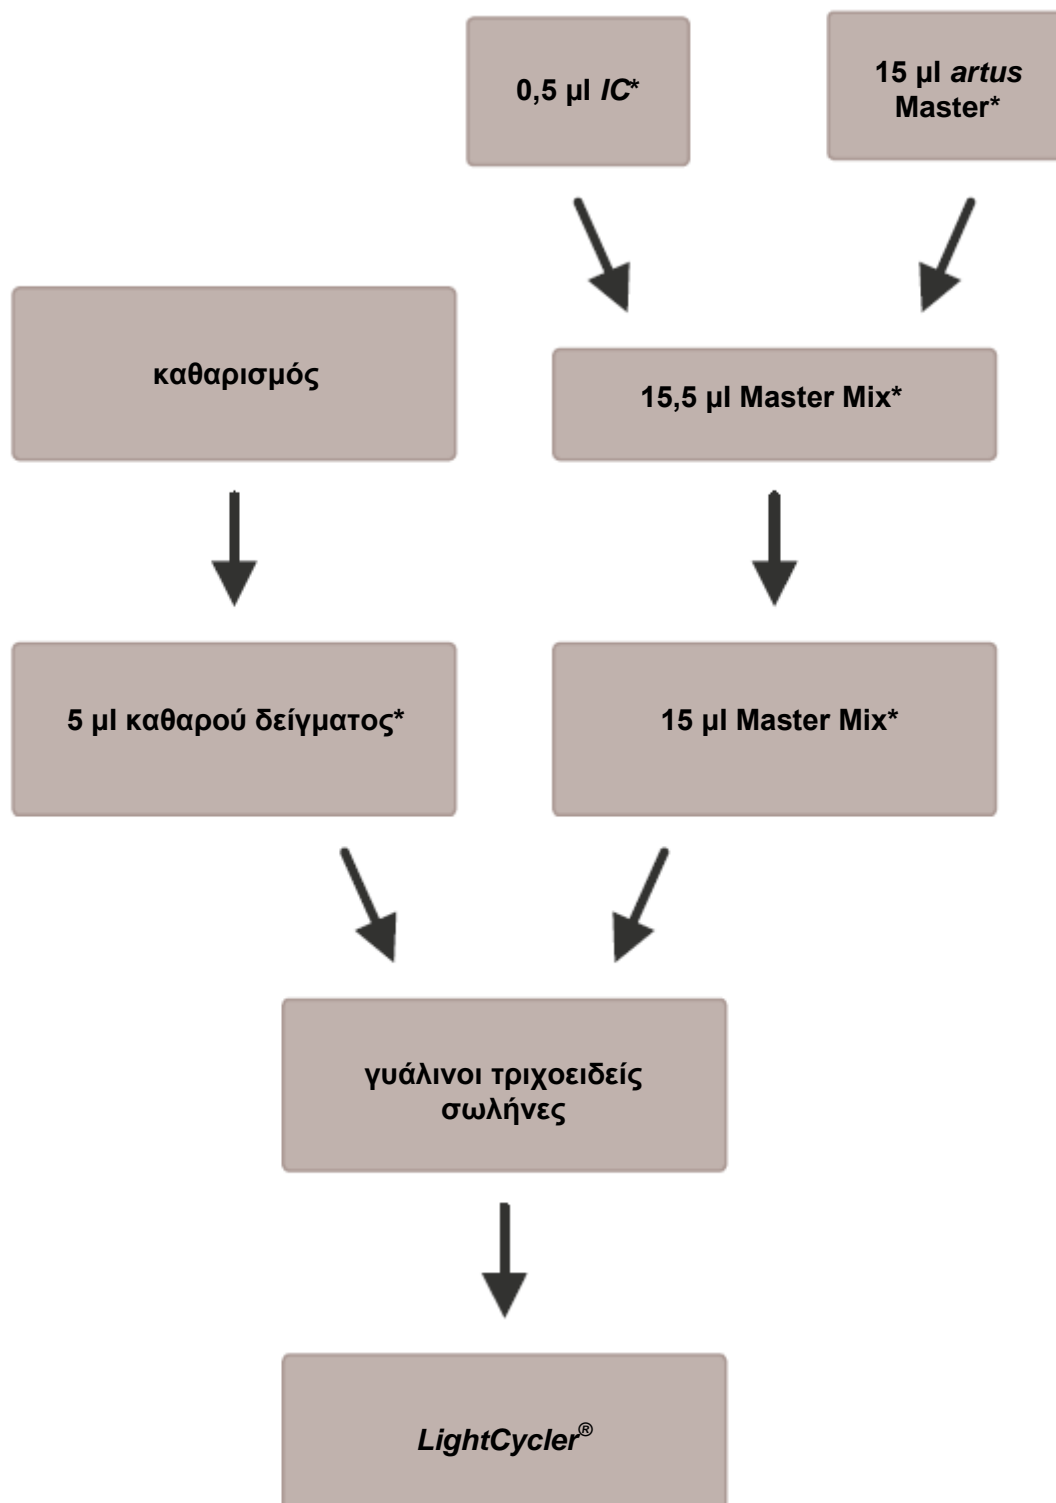 0,5 µl IC*
15 µl artus
Master*
καθαρισμός
15,5 µl Master Mix*
5 µl καθαρού δείγματος*
15 µl Master Mix*
γυάλινοι τριχοειδείς
σωλήνες
LightCycler®